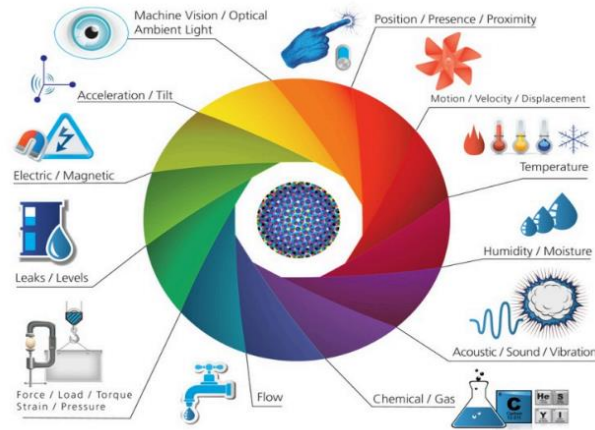 Machine Vision / Optical
Ambient Light
Position / Presence / Proximity
Acceleration / Tilt
Motion / Velocity / Displacement
Electric / Magnetic
Temperature
Leaks / Levels
Humidity / Moisture
Acoustic / Sound / Vibration
Force / Load / Torque
Strain / Pressure
Flow
Chemical / Gas
C
He S
Y I